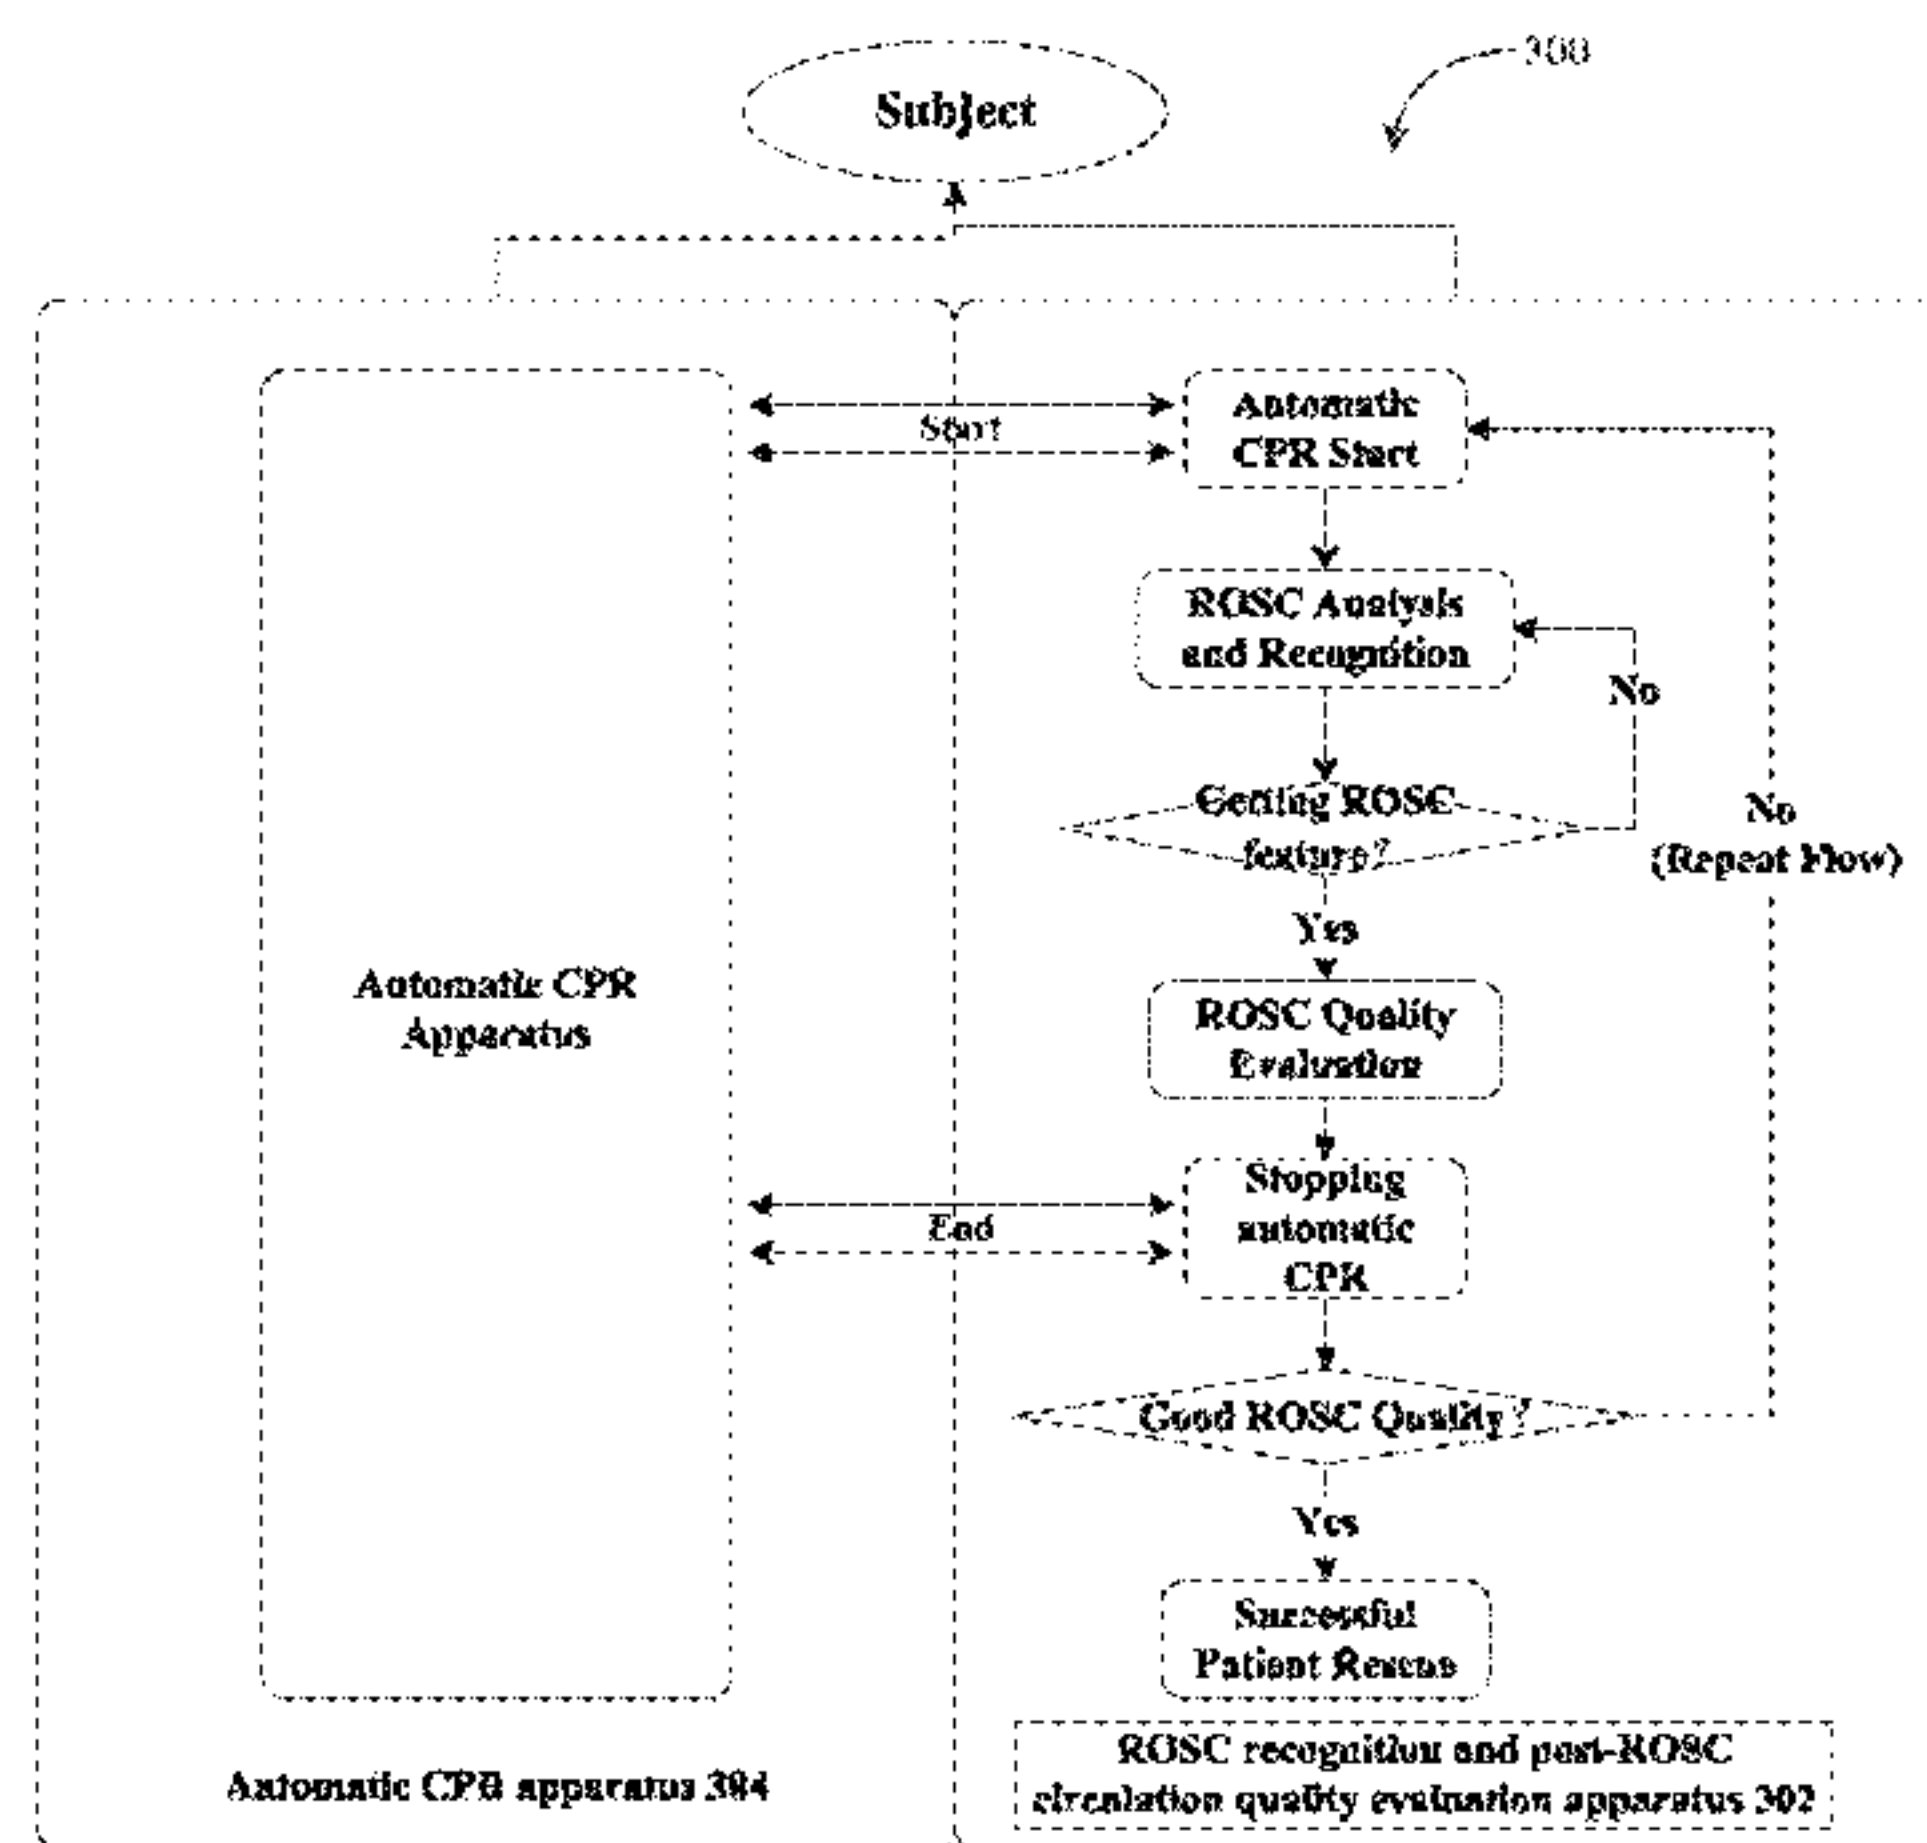 300
Subject
Automatic
CPR Start
Start
ROSC Analysis
and Recognition
No
Getting ROSC
feature?
No
(Repeat Flow)
Yes
Automatic CPR
Apparatus
ROSC Quality
Evaluation
Stopping
automatic
CPR
End
Good ROSC Quality?
Yes
Successful
Patient Rescue
ROSC recognition and post-ROSC
circulation quality evaluation apparatus 302
Automatic CPR apparatus 304